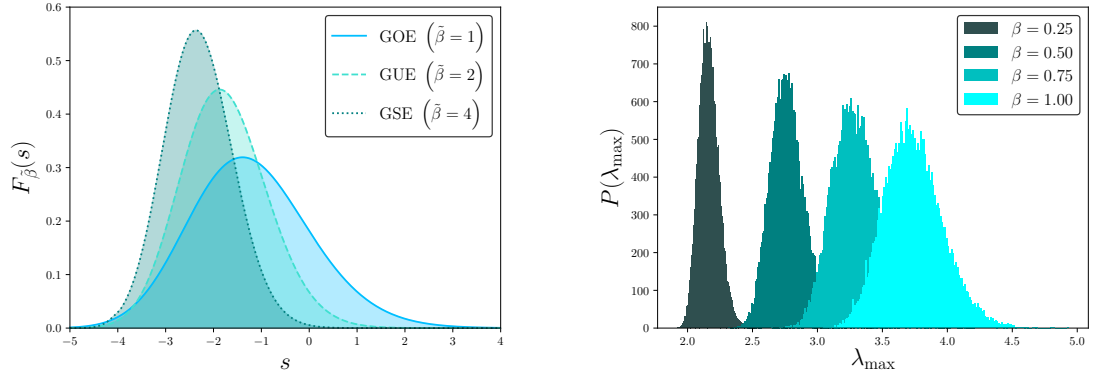 0.6
0.5
0.4
0.3
0.2
0.1
0.0
F_β̃(s)
−5 −4 −3 −2 −1 0 1 2 3 4
s
GOE (β̃ = 1)
GUE (β̃ = 2)
GSE (β̃ = 4)
800
700
600
500
400
300
200
100
0
P(λ_max)
2.0 2.5 3.0 3.5 4.0 4.5 5.0
λ_max
β = 0.25
β = 0.50
β = 0.75
β = 1.00